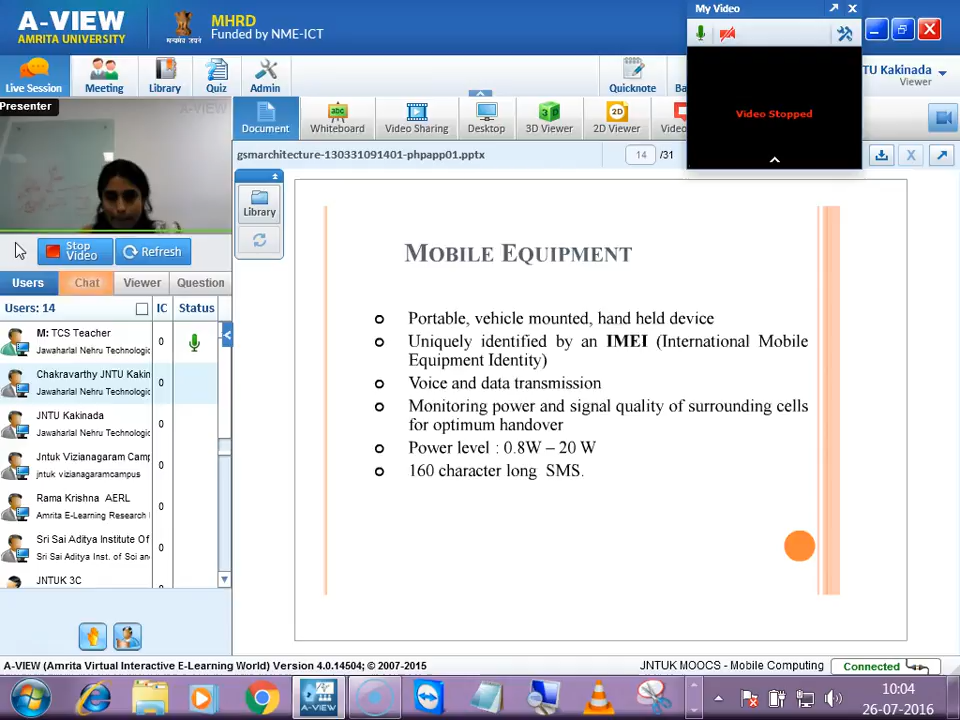 A-VIEW
AMRITA UNIVERSITY
MHRD
Funded by NME-ICT
My Video
Video Stopped
Live Session
Meeting
Library
Quiz
Admin
Quicknote
TU Kakinada
Viewer
Presenter
A-VIEW
Document
Whiteboard
Video Sharing
Desktop
3D Viewer
2D Viewer
Video
gsmarchitecture-130331091401-phpapp01.pptx
14 /31
Library
Stop Video
Refresh
Users Chat Viewer Question
Users: 14 IC Status
M: TCS Teacher
Jawaharlal Nehru Technologic
0
Chakravarthy JNTU Kakin
Jawaharlal Nehru Technologic
0
JNTU Kakinada
Jawaharlal Nehru Technologic
0
Jntuk Vizianagaram Camp
jntuk vizianagaramcampus
0
Rama Krishna AERL
Amrita E-Learning Research
0
Sri Sai Aditya Institute Of
Sri Sai Aditya Inst. of Sci an
0
JNTUK 3C
MOBILE EQUIPMENT
Portable, vehicle mounted, hand held device
Uniquely identified by an IMEI (International Mobile
Equipment Identity)
Voice and data transmission
Monitoring power and signal quality of surrounding cells
for optimum handover
Power level : 0.8W – 20 W
160 character long SMS.
A-VIEW (Amrita Virtual Interactive E-Learning World) Version 4.0.14504; © 2007-2015
JNTUK MOOCS - Mobile Computing
Connected
A-VIEW
10:04
26-07-2016